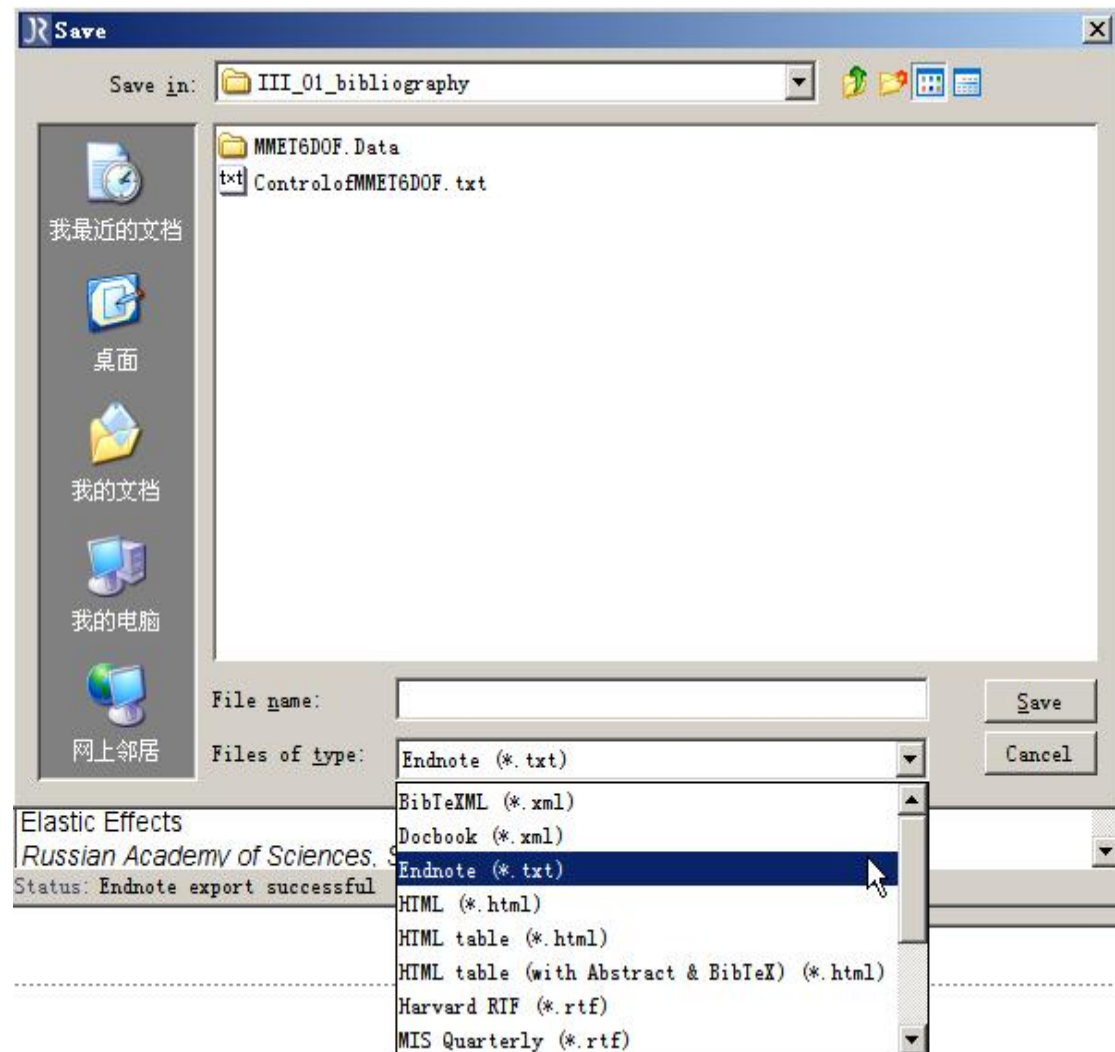 JR Save
Save in:
III_01_bibliography
MMET6DOF.Data
txt ControlofMMET6DOF.txt
我最近的文档
桌面
我的文档
我的电脑
网上邻居
File name:
Save
Files of type:
Endnote (*.txt)
Cancel
BibTeXML (*.xml)
Docbook (*.xml)
Endnote (*.txt)
HTML (*.html)
HTML table (*.html)
HTML table (with Abstract & BibTeX) (*.html)
Harvard RTF (*.rtf)
MIS Quarterly (*.rtf)
Elastic Effects
Russian Academy of Sciences, S
Status: Endnote export successful